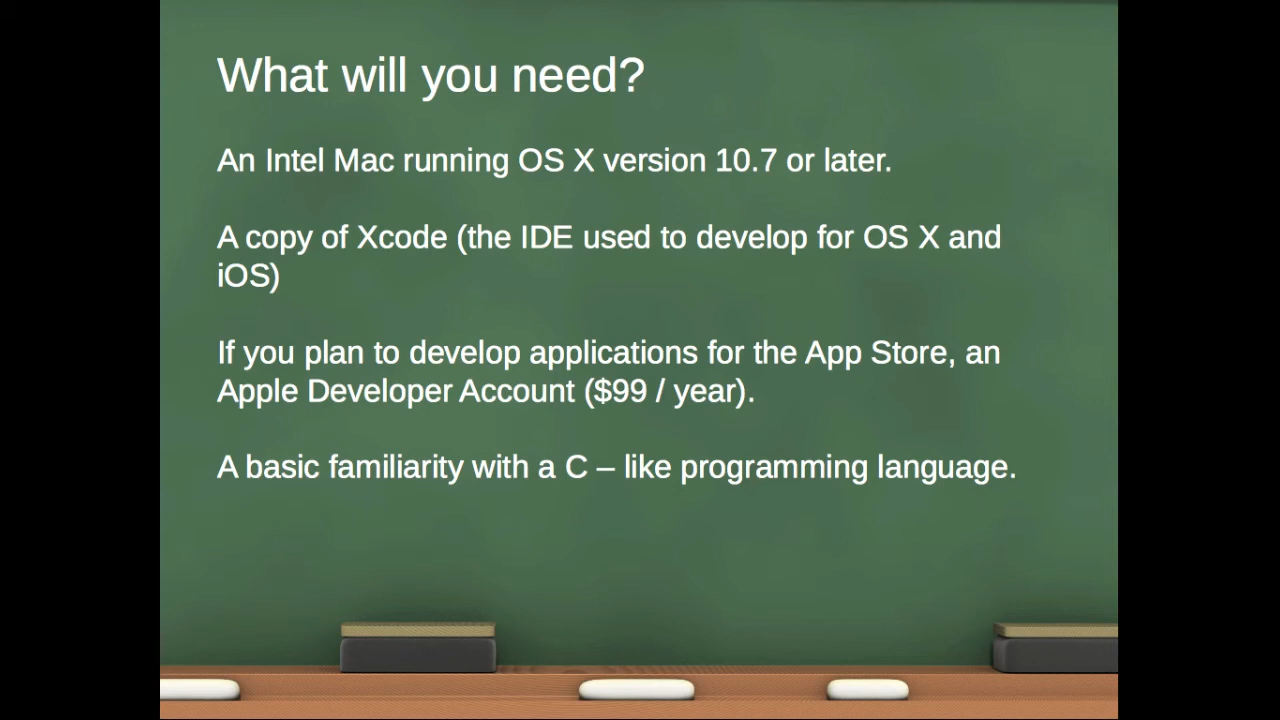 What will you need?
An Intel Mac running OS X version 10.7 or later.
A copy of Xcode (the IDE used to develop for OS X and
iOS)
If you plan to develop applications for the App Store, an
Apple Developer Account ($99 / year).
A basic familiarity with a C – like programming language.